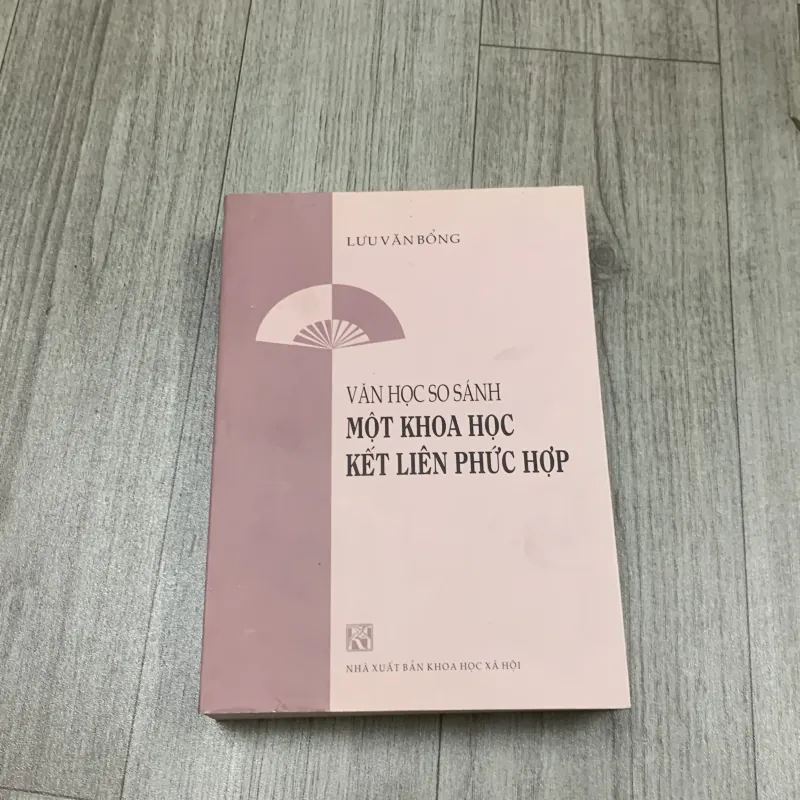 LƯU VĂN BỔNG
VĂN HỌC SO SÁNH
MỘT KHOA HỌC
KẾT LIÊN PHỨC HỢP
NHÀ XUẤT BẢN KHOA HỌC XÃ HỘI